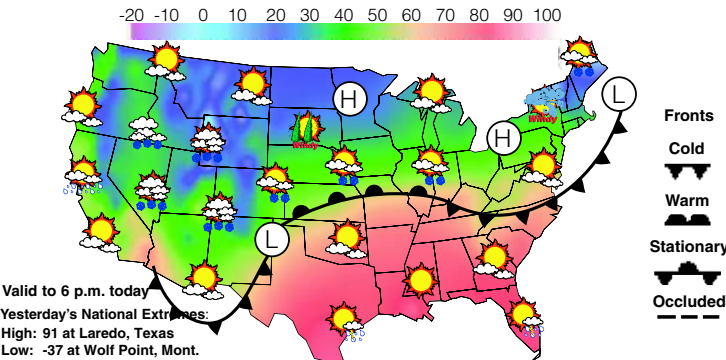 -20 -10 0 10 20 30 40 50 60 70 80 90 100
H
L
Windy
H
Windy
L
Fronts
Cold
Warm
Stationary
Occluded
Valid to 6 p.m. today
Yesterday's National Extremes:
High: 91 at Laredo, Texas
Low: -37 at Wolf Point, Mont.